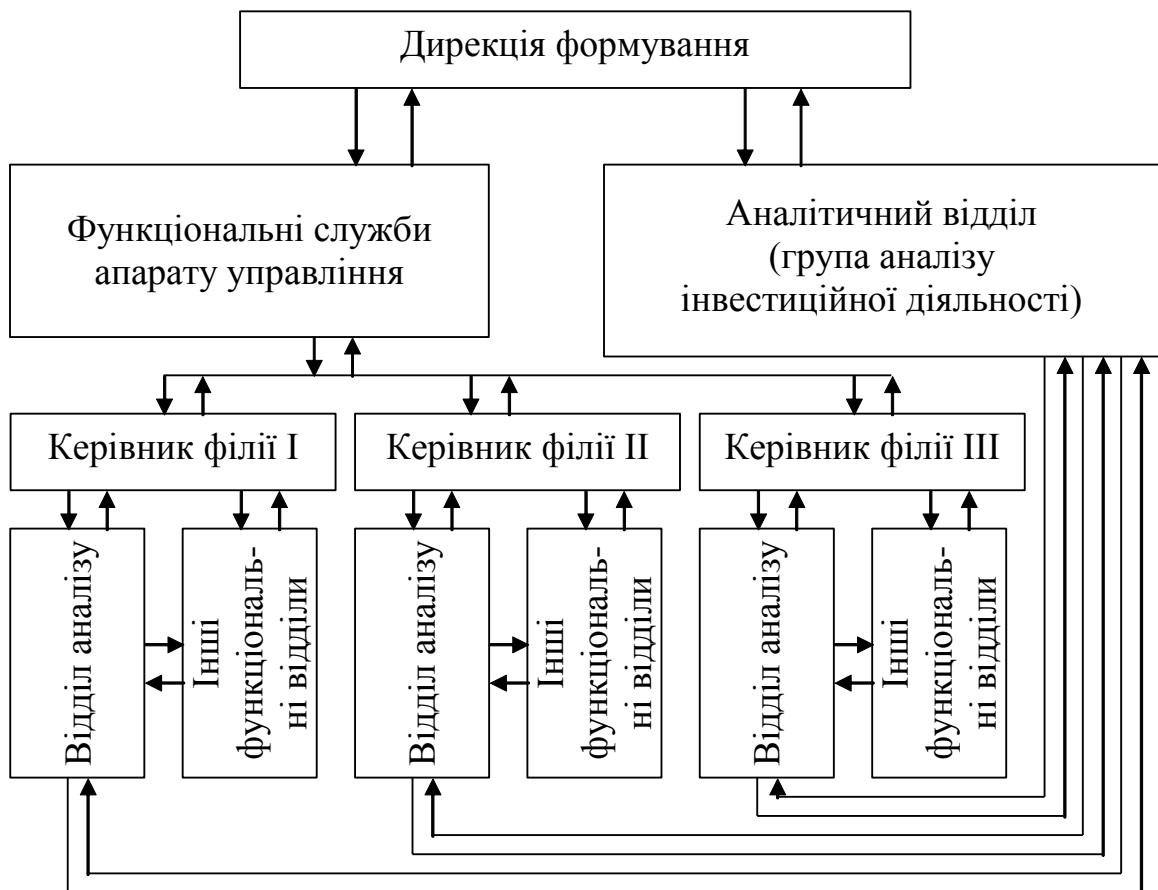 Дирекція формування
Функціональні служби
апарату управління
Аналітичний відділ
(група аналізу
інвестиційної діяльності)
Керівник філії І
Керівник філії ІІ
Керівник філії ІІІ
Відділ аналізу
Інші
функціональ-
ні відділи
Відділ аналізу
Інші
функціональ-
ні відділи
Відділ аналізу
Інші
функціональ-
ні відділи